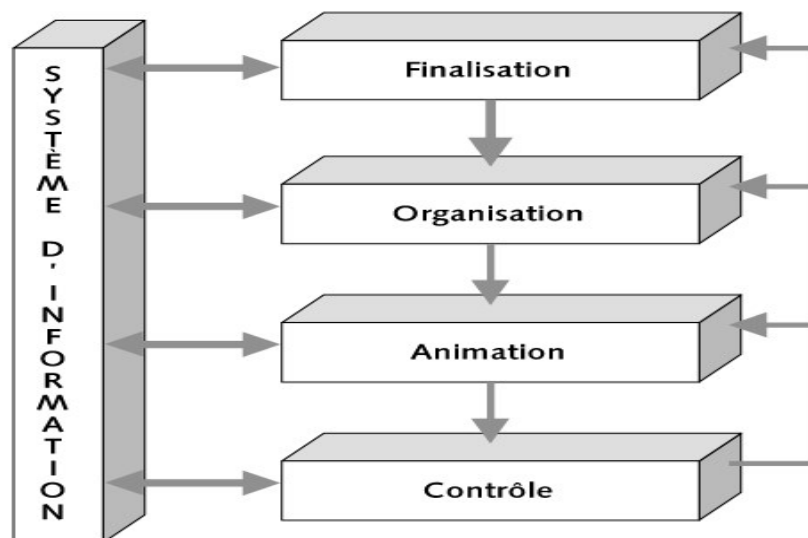 SYSTÈME D'INFORMATION
Finalisation
Organisation
Animation
Contrôle